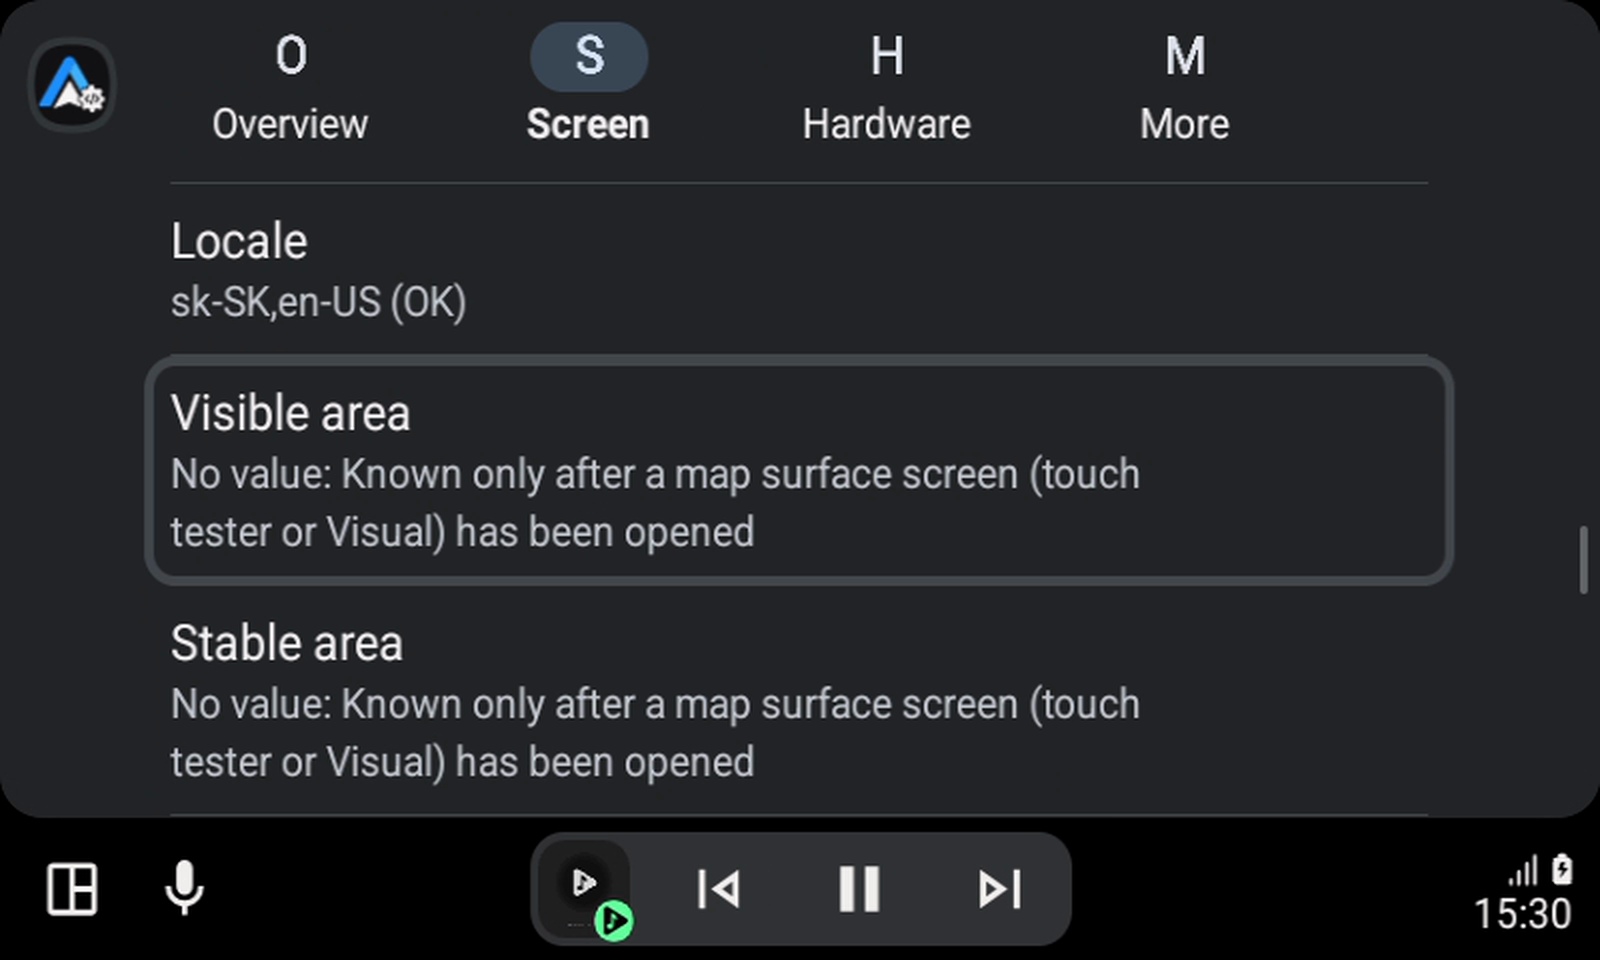 O
Overview
S
Screen
H
Hardware
M
More
Locale
sk-SK,en-US (OK)
Visible area
No value: Known only after a map surface screen (touch
tester or Visual) has been opened
Stable area
No value: Known only after a map surface screen (touch
tester or Visual) has been opened
15:30